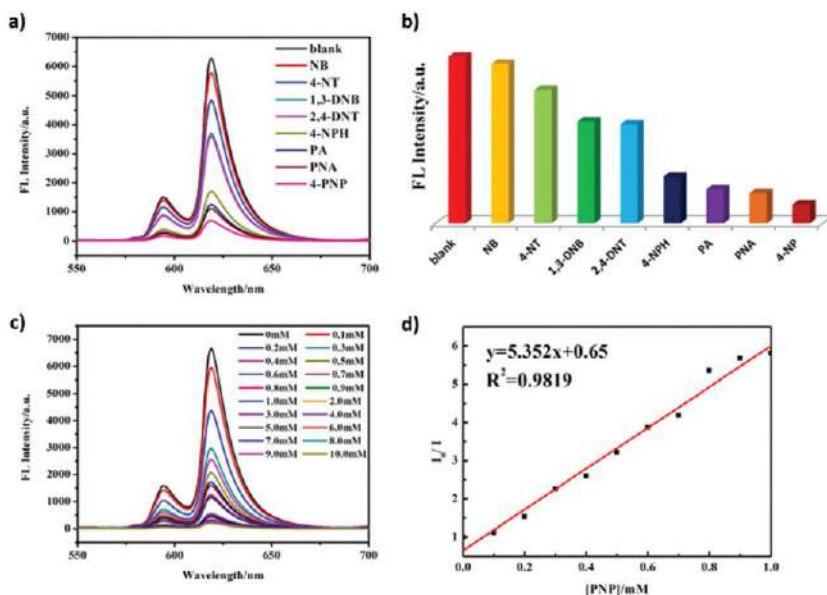 a)
7000
6000
5000
4000
3000
2000
1000
0
FL Intensity/a.u.
blank
NB
4-NT
1,3-DNB
2,4-DNT
4-NPH
PA
PNA
4-PNP
550 600 650 700
Wavelength/nm
b)
FL Intensity/a.u.
blank
NB
4-NT
1,3-DNB
2,4-DNT
4-NPH
PA
PNA
4-NP
c)
7000
6000
5000
4000
3000
2000
1000
0
FL Intensity/a.u.
0mM 0.1mM
0.2mM 0.3mM
0.4mM 0.5mM
0.6mM 0.7mM
0.8mM 0.9mM
1.0mM 2.0mM
3.0mM 4.0mM
5.0mM 6.0mM
7.0mM 8.0mM
9.0mM 10.0mM
550 600 650 700
Wavelength/nm
d)
y=5.352x+0.65
R²=0.9819
6
5
4
3
2
1
I₀/I
0.0 0.2 0.4 0.6 0.8 1.0
[PNP]/mM